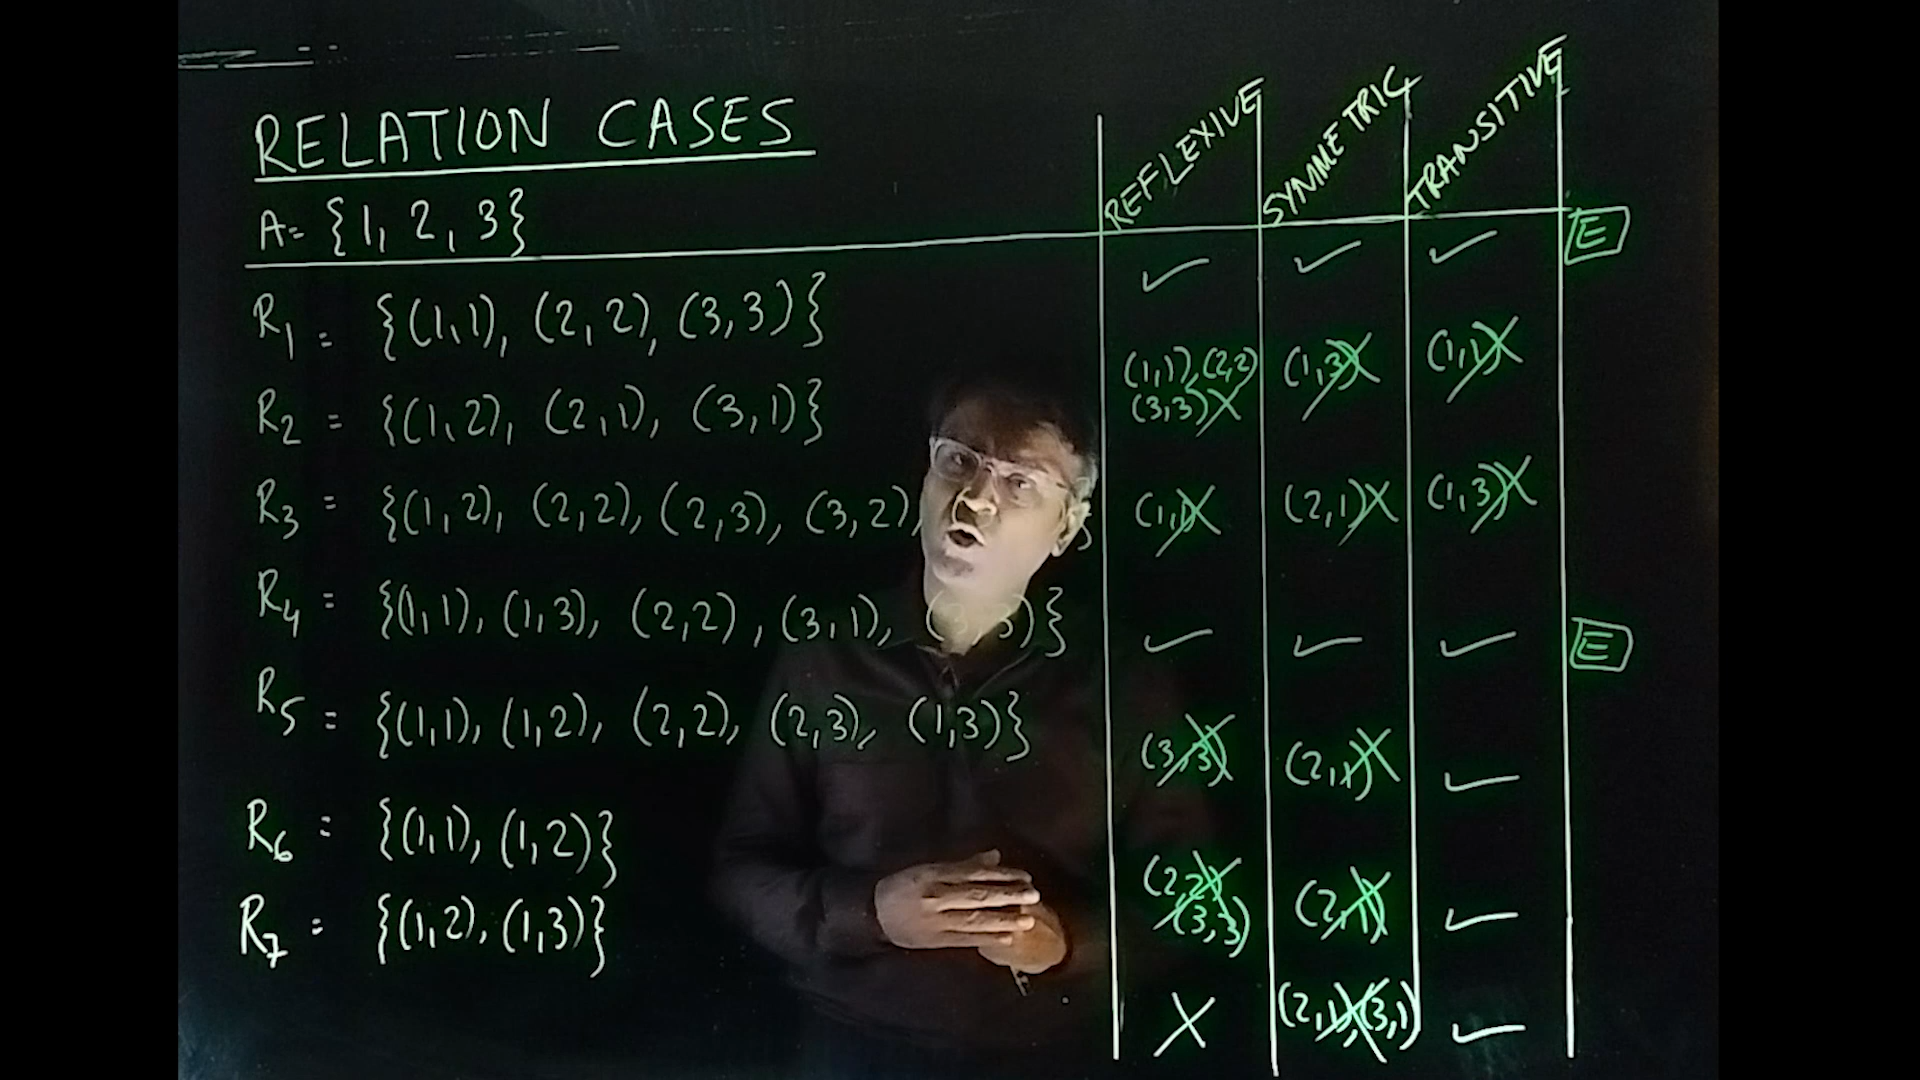 RELATION CASES
A= {1, 2, 3}
REFLEXIVE SYMMETRIC TRANSITIVE
R1 = {(1,1), (2,2), (3,3)} ✓ ✓ ✓ E
R2 = {(1,2), (2,1), (3,1)} (1,1),(2,2) (1,3)X (1,1)X
(3,3)X
R3 = {(1,2), (2,2), (2,3), (3,2), } (1,1)X (2,1)X (1,3)X
R4 = {(1,1), (1,3), (2,2), (3,1), (3,3)} ✓ ✓ ✓ E
R5 = {(1,1), (1,2), (2,2), (2,3), (1,3)} (3,3)X (2,1)X ✓
R6 = {(1,1), (1,2)} (2,2)X (2,1)X ✓
(3,3)
R7 = {(1,2), (1,3)} X (2,1)X,(3,1) ✓